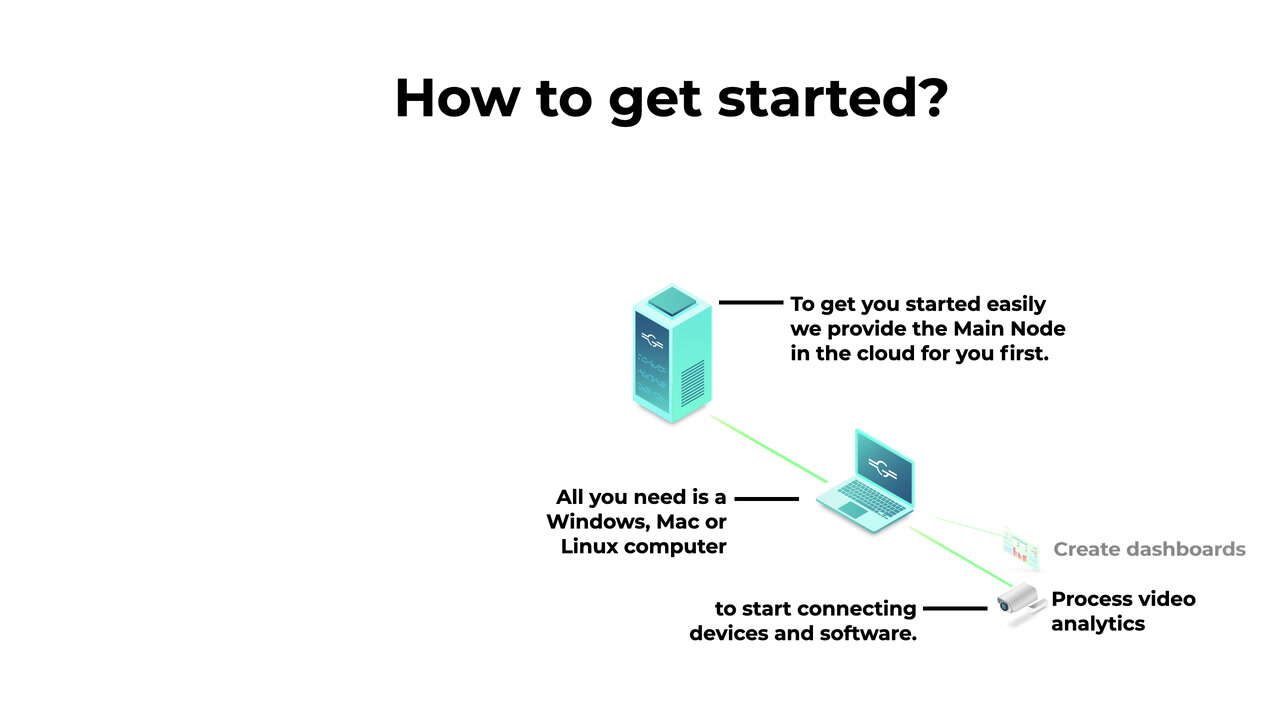 How to get started?
To get you started easily
we provide the Main Node
in the cloud for you first.
All you need is a
Windows, Mac or
Linux computer
Create dashboards
to start connecting
devices and software.
Process video
analytics